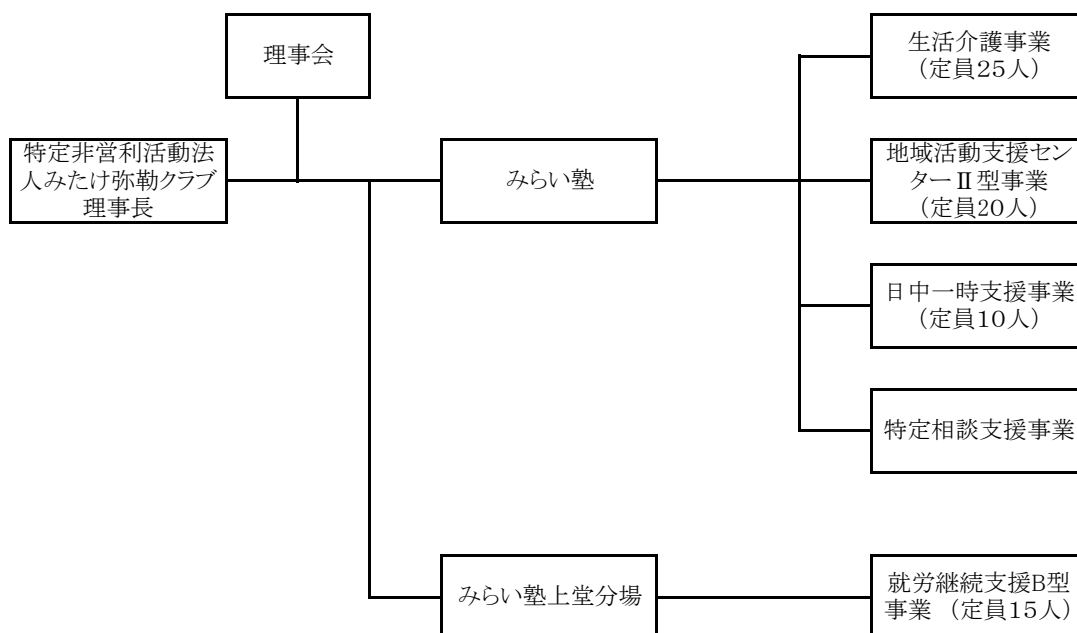 理事会
特定非営利活動法
人みたけ弥勒クラブ
理事長
みらい塾
生活介護事業
（定員25人）
地域活動支援セン
ターⅡ型事業
（定員20人）
日中一時支援事業
（定員10人）
特定相談支援事業
みらい塾上堂分場
就労継続支援B型
事業 （定員15人）